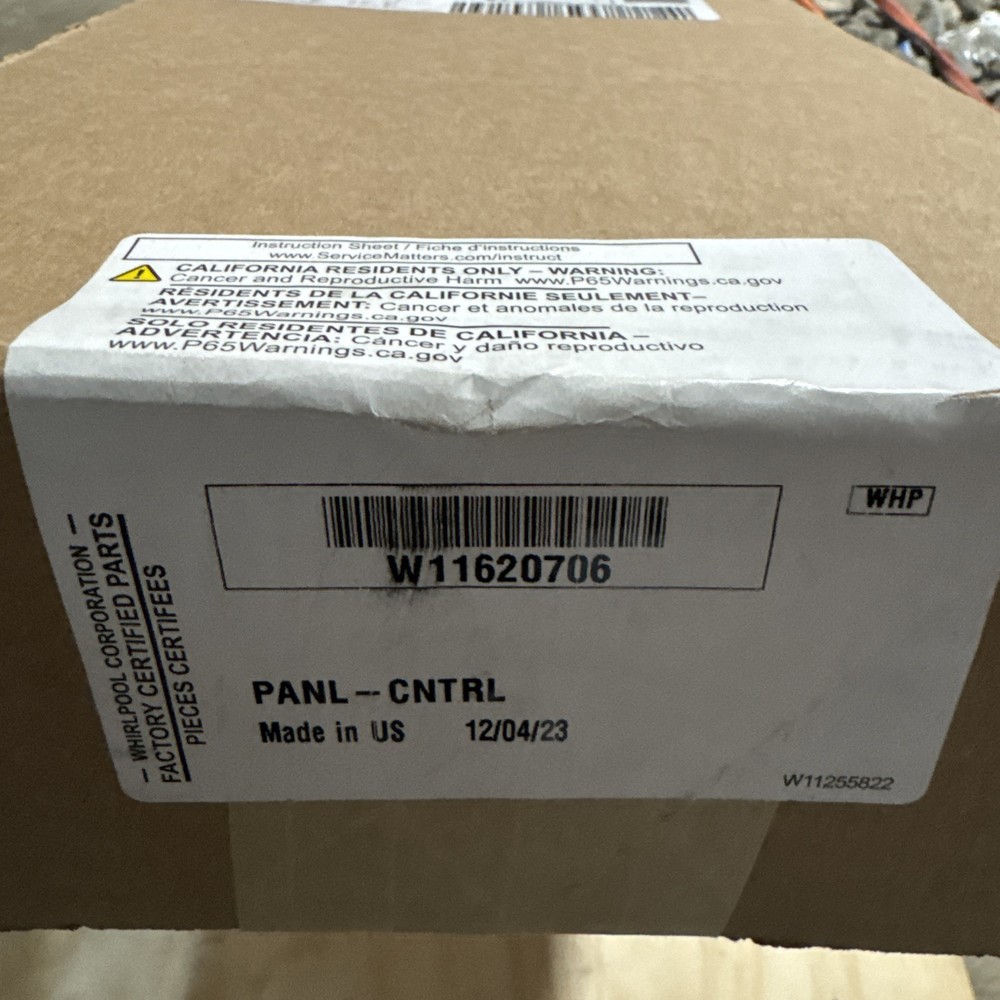 Instruction Sheet / Fiche d'instructions
www.ServiceMatters.com/instruct
CALIFORNIA RESIDENTS ONLY – WARNING:
Cancer and Reproductive Harm www.P65Warnings.ca.gov
RÉSIDENTS DE LA CALIFORNIE SEULEMENT–
AVERTISSEMENT: Cancer et anomales de la reproduction
www.P65Warnings.ca.gov
SOLO RESIDENTES DE CALIFORNIA –
ADVERTENCIA: Cáncer y daño reproductivo
www.P65Warnings.ca.gov
WHP
W11620706
– WHIRLPOOL CORPORATION –
FACTORY CERTIFIED PARTS
PIECES CERTIFEES
PANL -- CNTRL
Made in US 12/04/23
W11255822